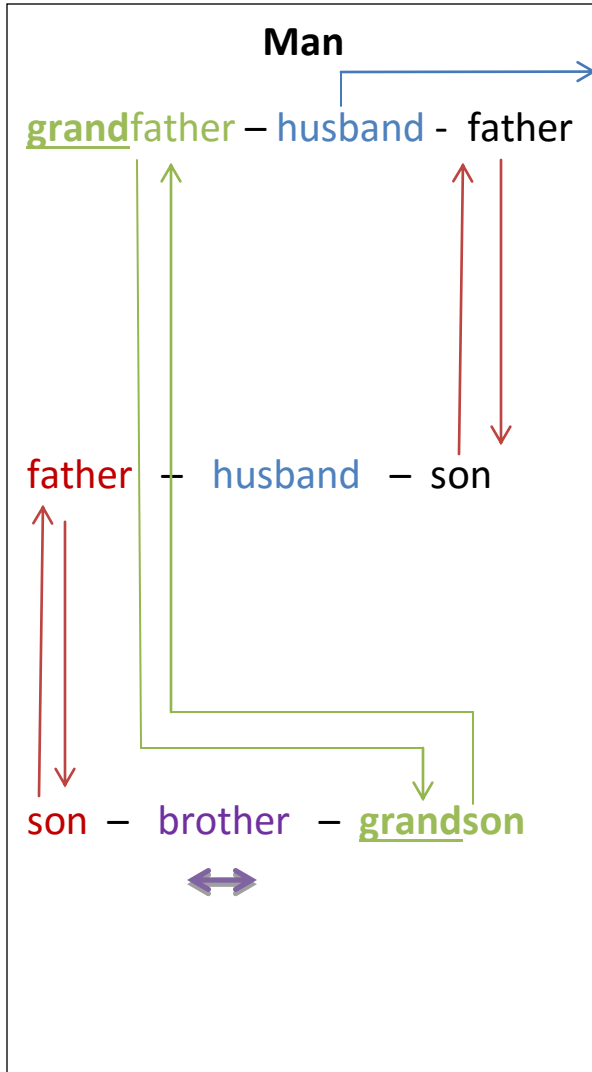 Man
grandfather – husband - father
father – husband – son
son – brother – grandson